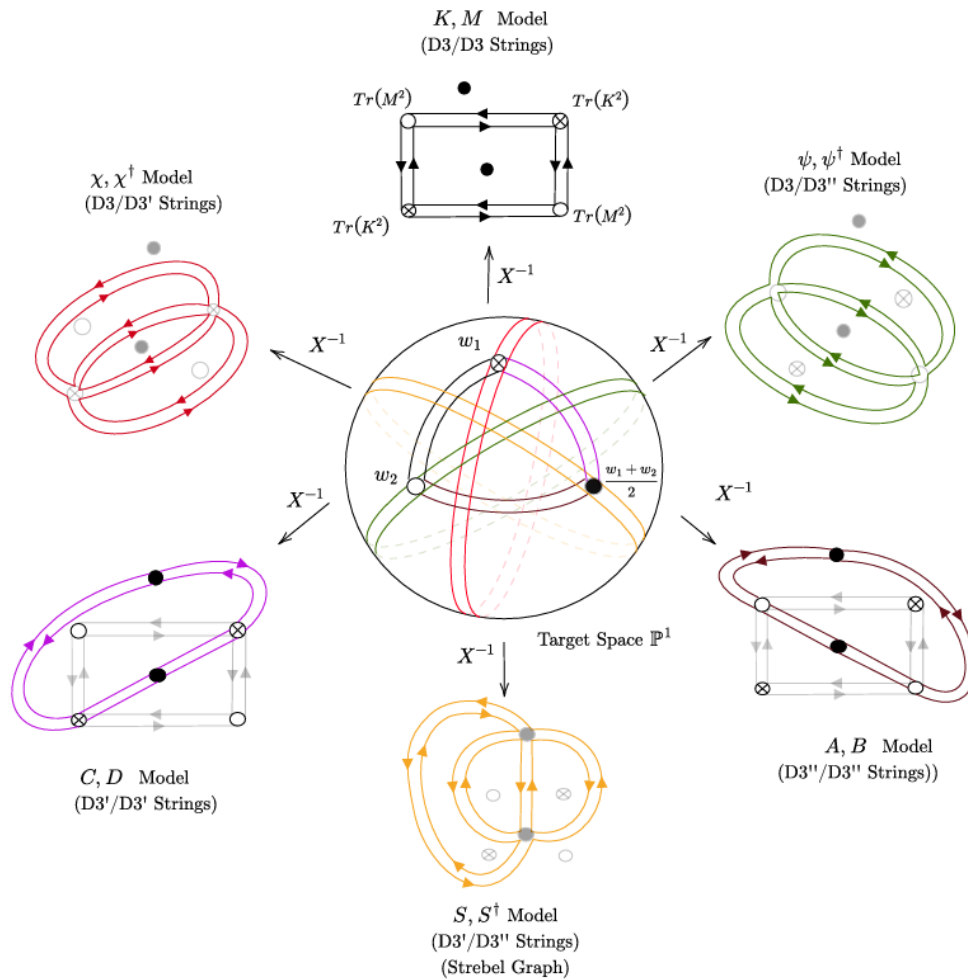 K, M Model
(D3/D3 Strings)
Tr(M²)
Tr(K²)
Tr(K²)
Tr(M²)
χ, χ† Model
(D3/D3' Strings)
ψ, ψ† Model
(D3/D3'' Strings)
X⁻¹
X⁻¹
X⁻¹
w₁
w₂
w₁ + w₂
2
X⁻¹
X⁻¹
X⁻¹
Target Space ℙ¹
C, D Model
(D3'/D3' Strings)
A, B Model
(D3''/D3'' Strings))
S, S† Model
(D3'/D3'' Strings)
(Strebel Graph)